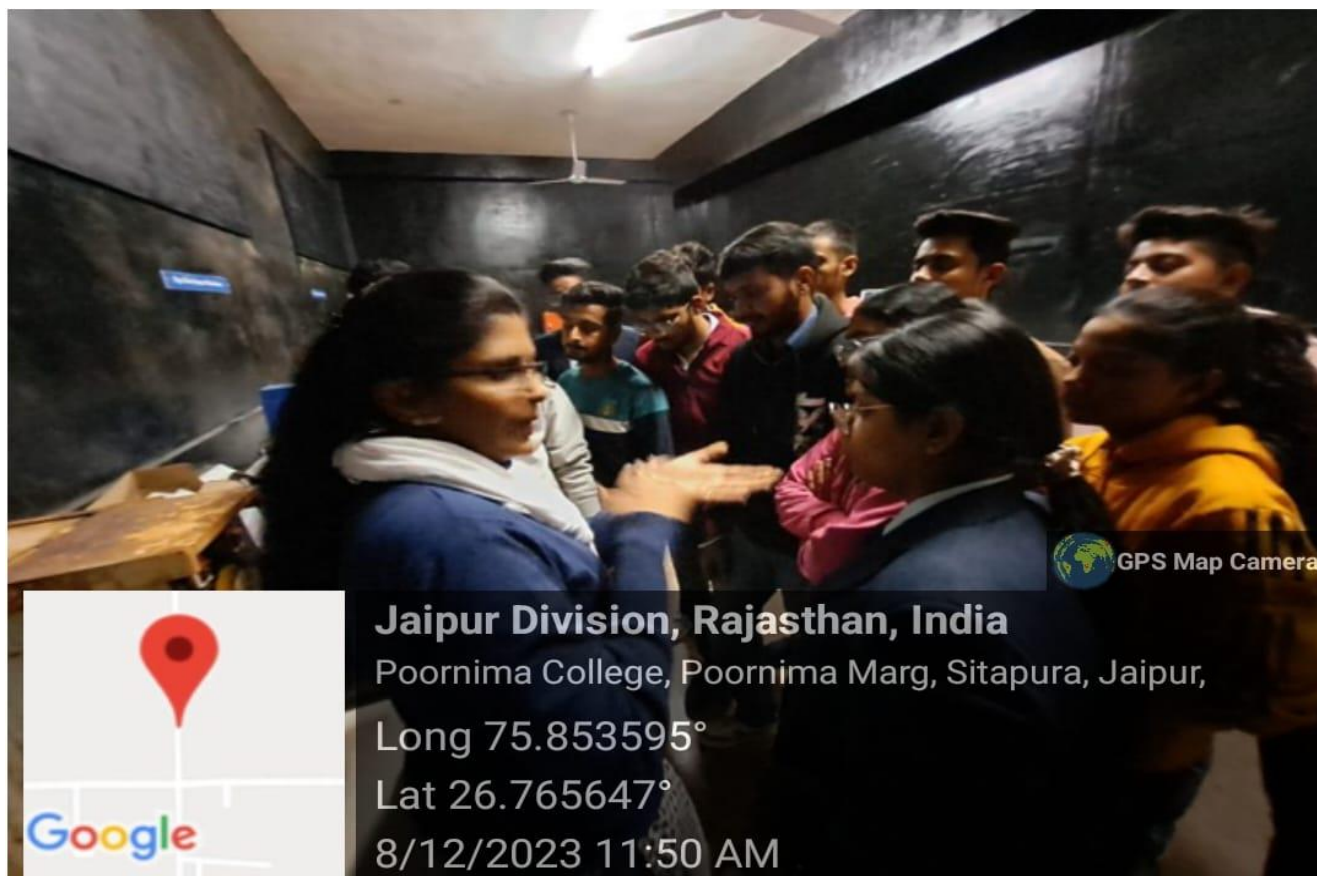 GPS Map Camera
Jaipur Division, Rajasthan, India
Poornima College, Poornima Marg, Sitapura, Jaipur,
Long 75.853595°
Lat 26.765647°
8/12/2023 11:50 AM
Google